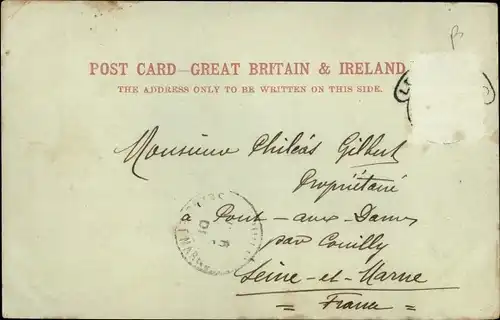 POST CARD—GREAT BRITAIN & IRELAND
THE ADDRESS ONLY TO BE WRITTEN ON THIS SIDE.
Monsieur Philéas Gilbert
Propriétaire
à Pont-aux-Dames
par Couilly
Seine-et-Marne
= France =